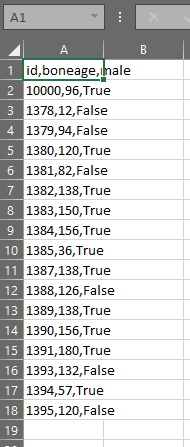 A1
A B
1 id,boneage,male
2 10000,96,True
3 1378,12,False
4 1379,94,False
5 1380,120,True
6 1381,82,False
7 1382,138,True
8 1383,150,True
9 1384,156,True
10 1385,36,True
11 1387,138,True
12 1388,126,False
13 1389,138,True
14 1390,156,True
15 1391,180,True
16 1393,132,False
17 1394,57,True
18 1395,120,False